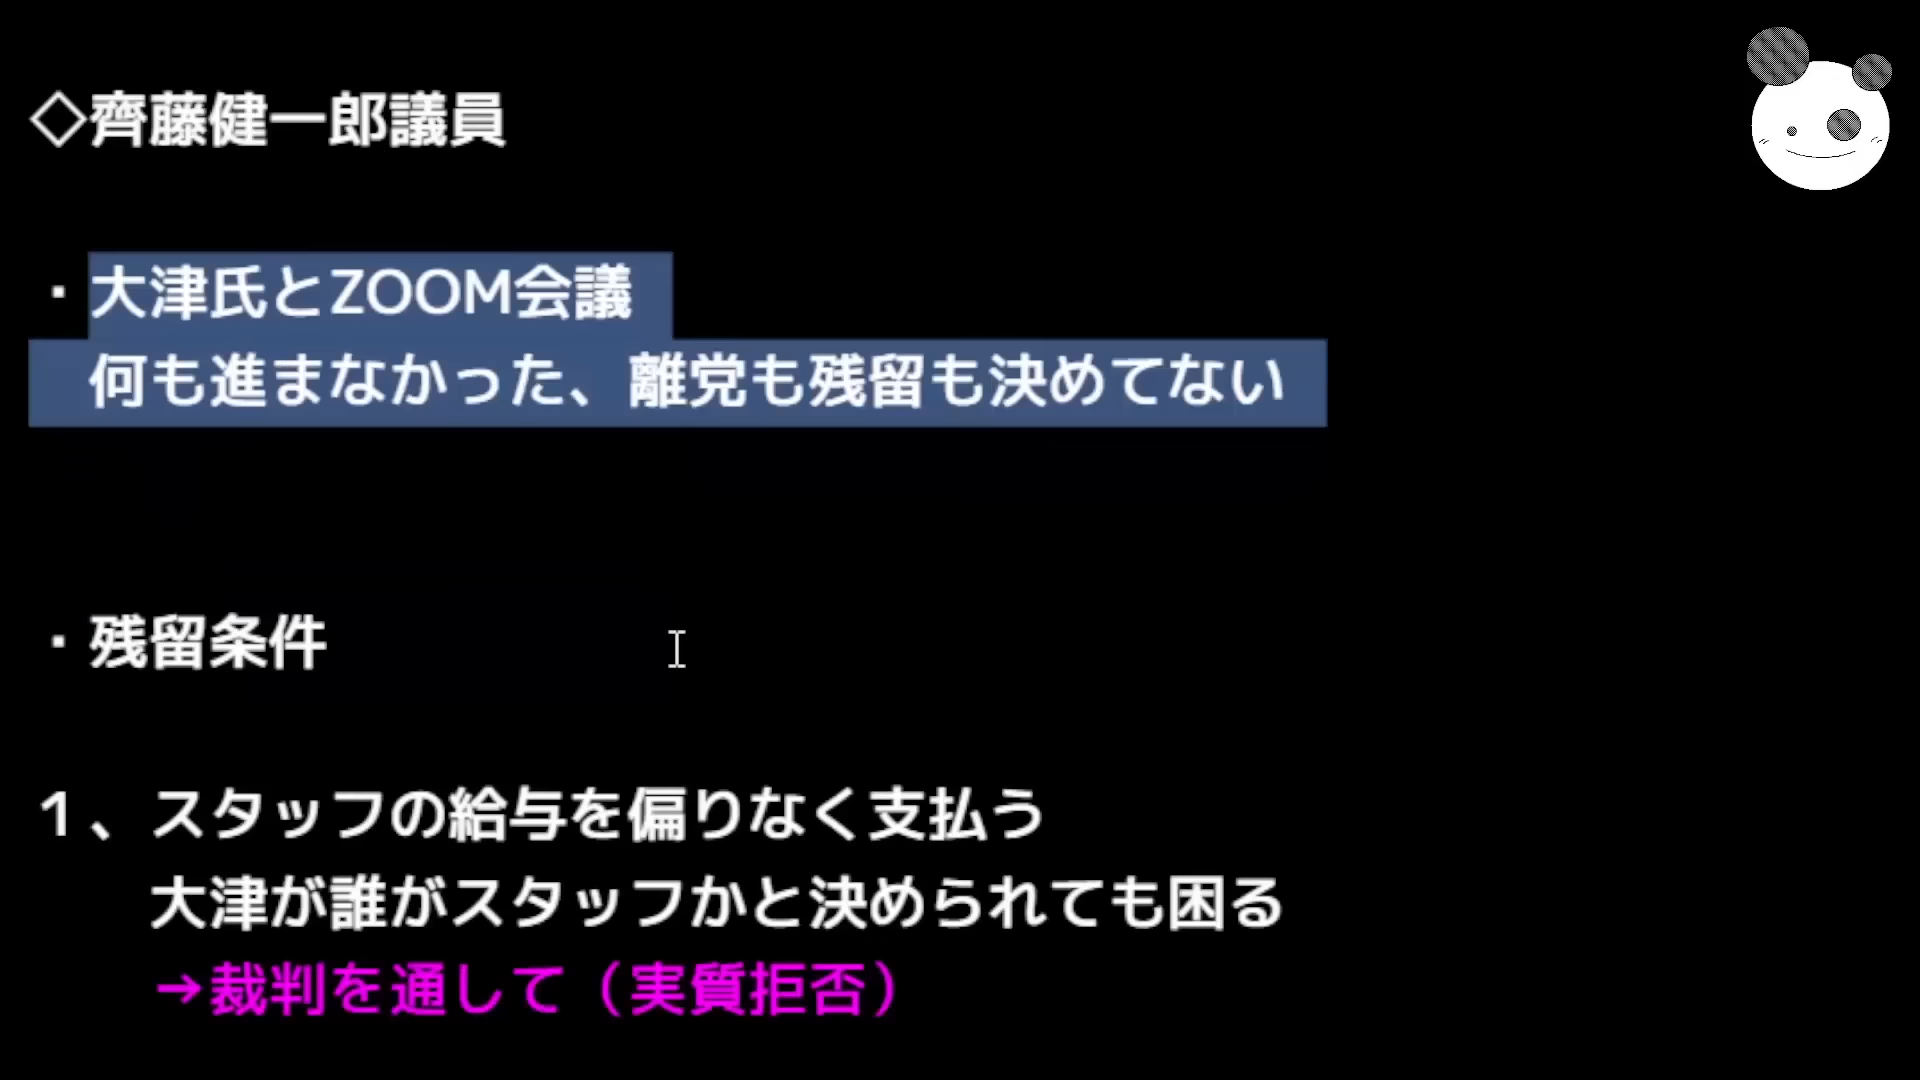 ◇齊藤健一郎議員
・大津氏とZOOM会議
何も進まなかった、離党も残留も決めてない
・残留条件
１、スタッフの給与を偏りなく支払う
大津が誰がスタッフかと決められても困る
→裁判を通して（実質拒否）